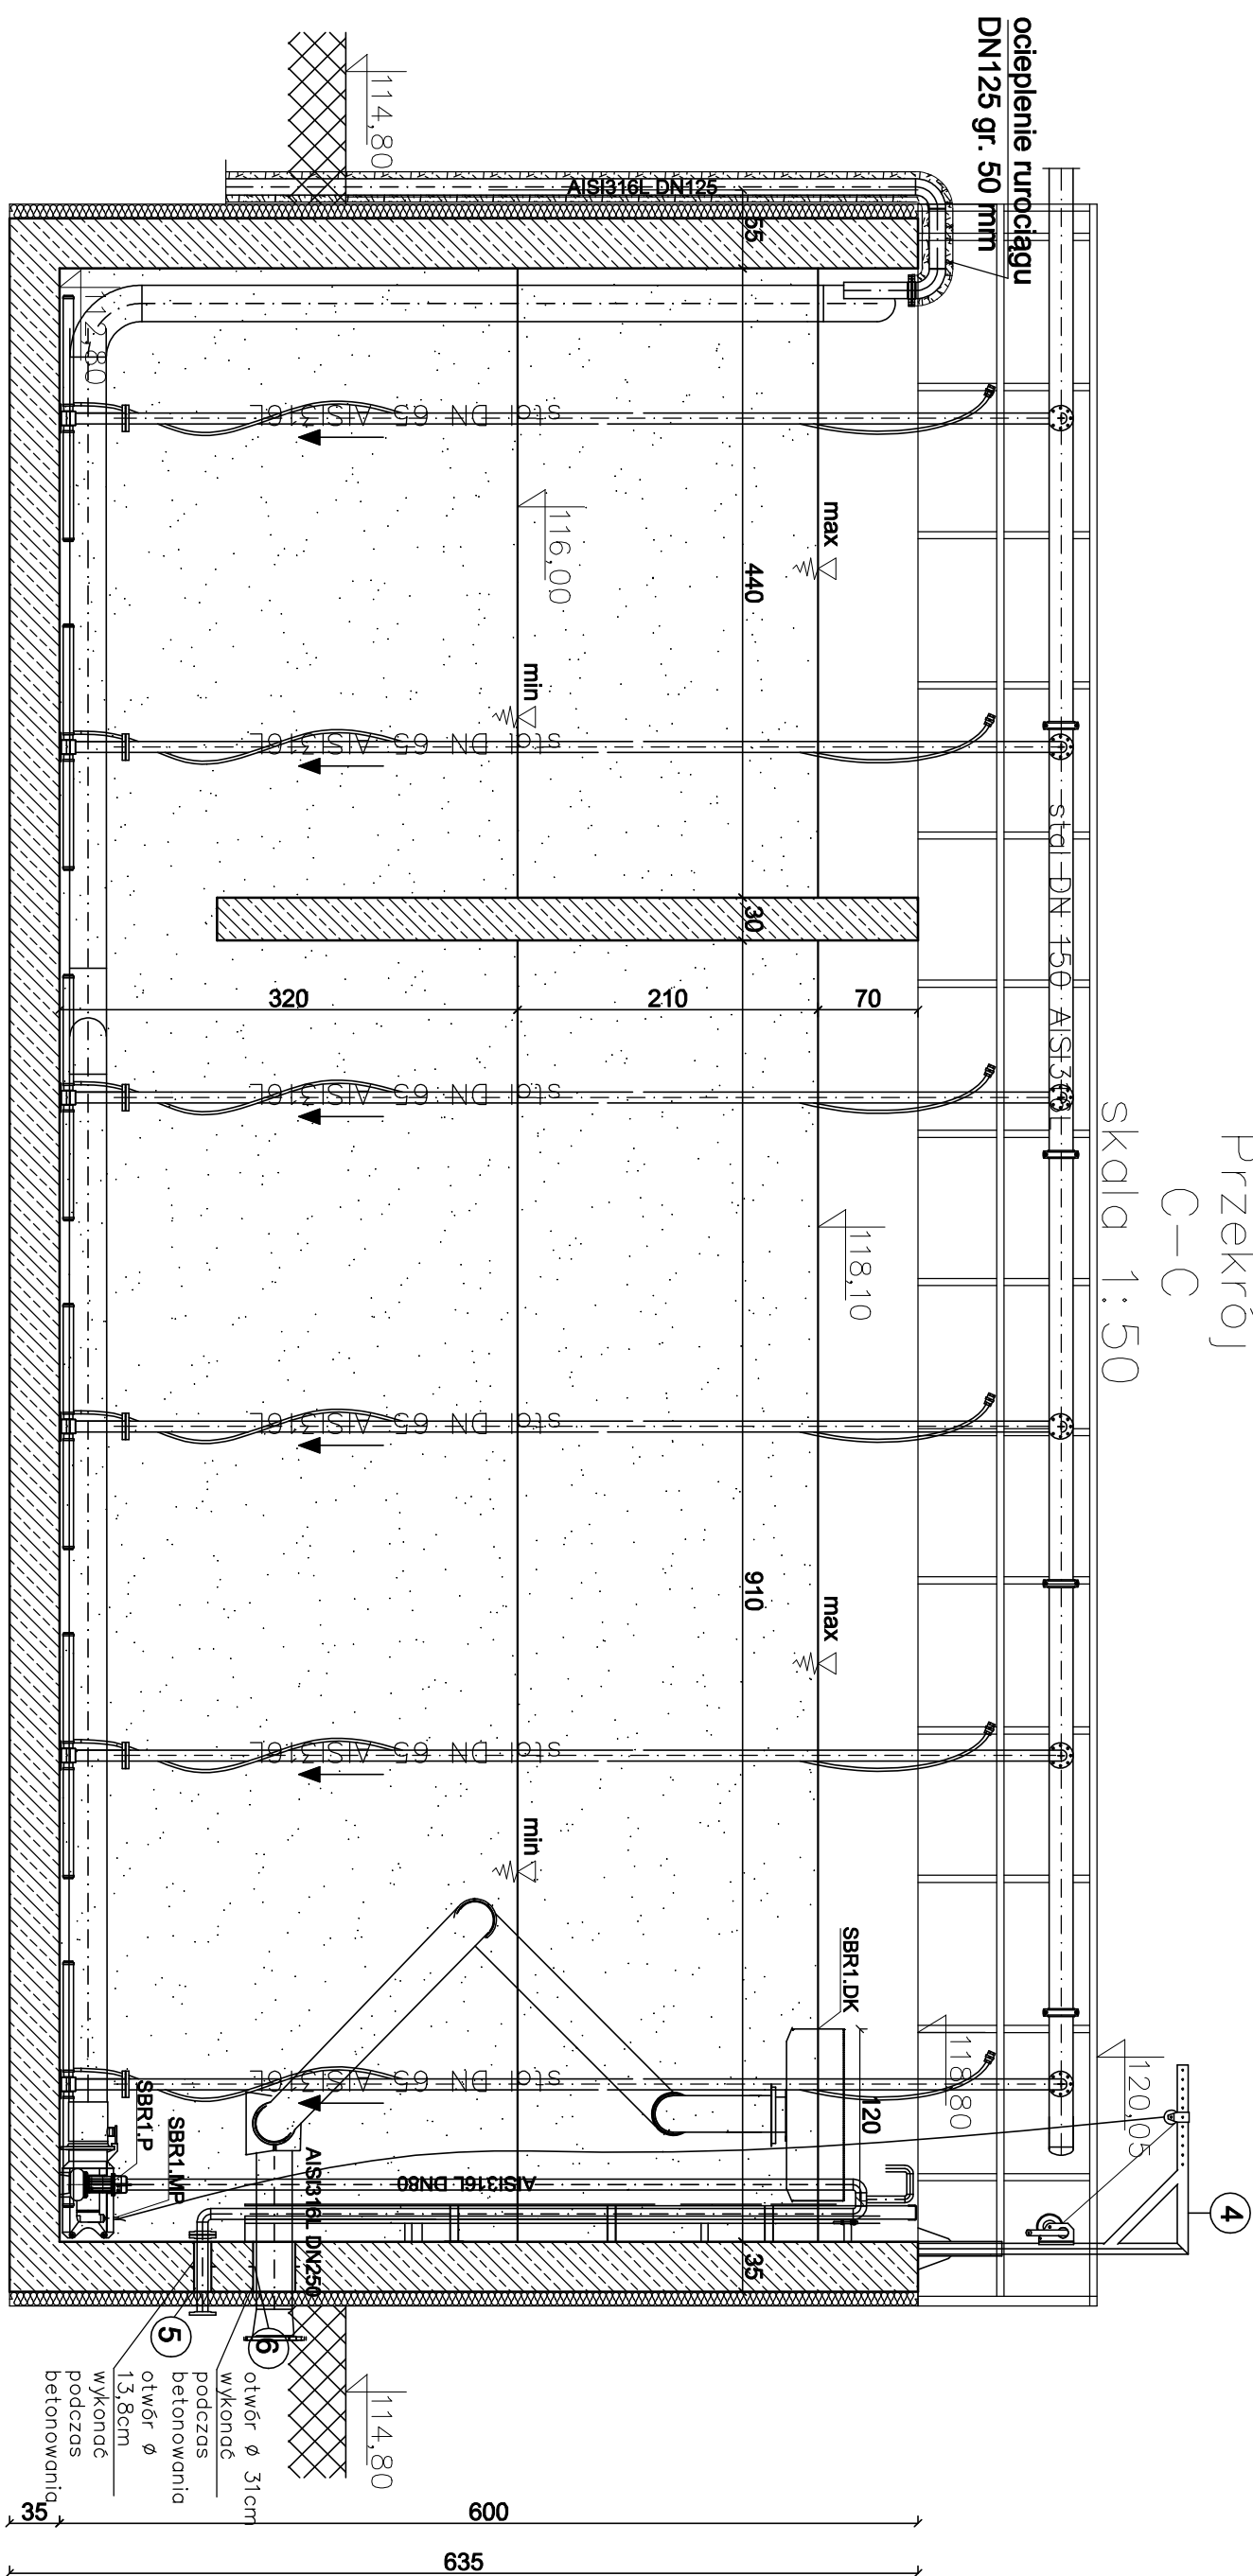 Przekrój
C-C
Skala 1:50
ocieplenie rurociągu
DN125 gr. 50 mm
4
120,05
118,80
stal DN 150 AISI316L
SBR1.DK
120
118,10
max
max
70
55
440
30
910
35
AISI316L DN125
210
116,00
min
min
stal DN 65 AISI316L
stal DN 65 AISI316L
stal DN 65 AISI316L
stal DN 65 AISI316L
stal DN 65 AISI316L
stal DN 65 AISI316L
AISI316L DN80
114,80
114,80
320
AISI316L DN250
6
otwór ø 31cm
wykonać
podczas
betonowania
5
otwór ø
13,8cm
wykonać
podczas
betonowania
SBR1.MP
SBR1.P
112,80
35
600
635